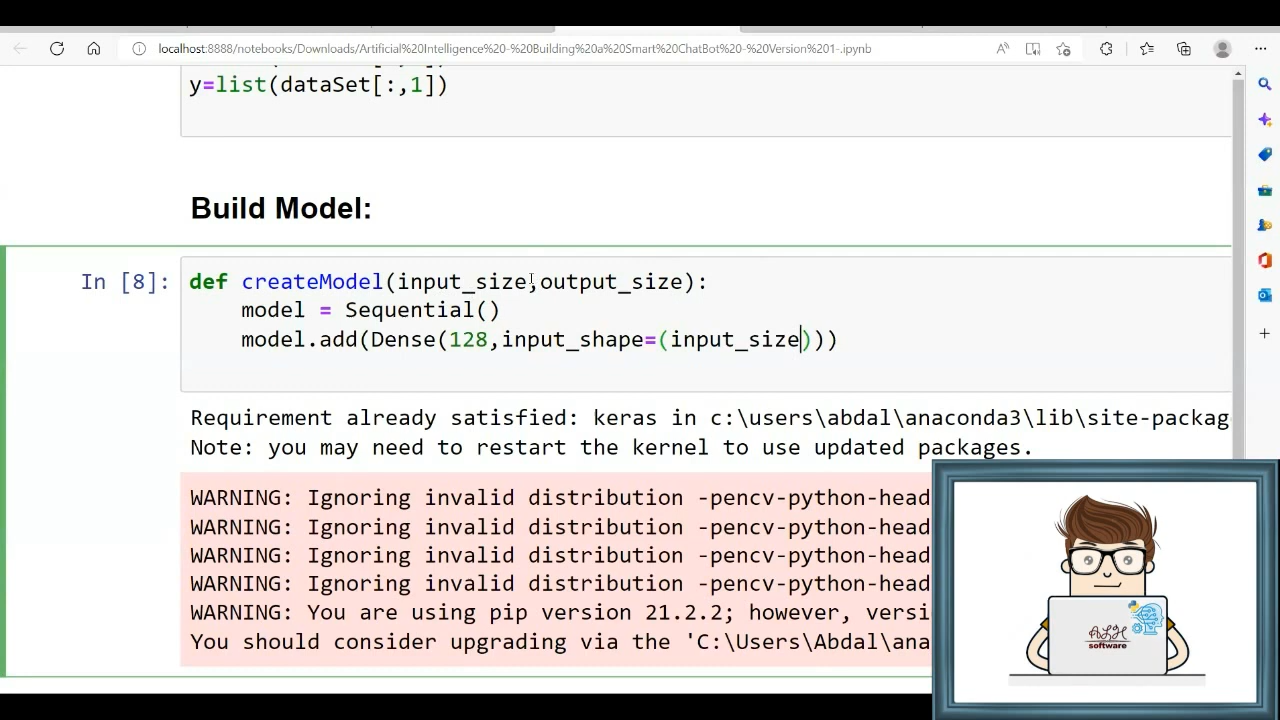 localhost:8888/notebooks/Downloads/Artificial%20Intelligence%20-%20Building%20a%20Smart%20ChatBot%20-%20Version%201-.ipynb
y=list(dataSet[:,1])
Build Model:
In [8]:
def createModel(input_size,output_size):
model = Sequential()
model.add(Dense(128,input_shape=(input_size)))
Requirement already satisfied: keras in c:\users\abdal\anaconda3\lib\site-packag
Note: you may need to restart the kernel to use updated packages.
WARNING: Ignoring invalid distribution -pencv-python-head
WARNING: Ignoring invalid distribution -pencv-python-head
WARNING: Ignoring invalid distribution -pencv-python-head
WARNING: Ignoring invalid distribution -pencv-python-head
WARNING: You are using pip version 21.2.2; however, versi
You should consider upgrading via the 'C:\Users\Abdal\ana
software